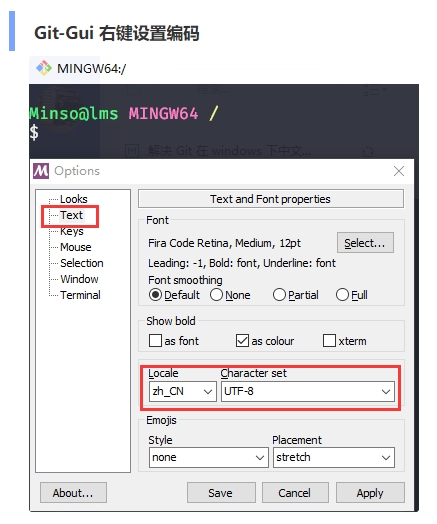 Git-Gui 右键设置编码
MINGW64:/
Minso@lms MINGW64 /
$
解决 Git 在 windows 下中文...
Options
Looks
Text
Keys
Mouse
Selection
Window
Terminal
Text and Font properties
Font
Fira Code Retina, Medium, 12pt
Select...
Leading: -1, Bold: font, Underline: font
Font smoothing
Default None Partial Full
Show bold
as font as colour xterm
Locale Character set
zh_CN UTF-8
Emojis
Style Placement
none stretch
About... Save Cancel Apply